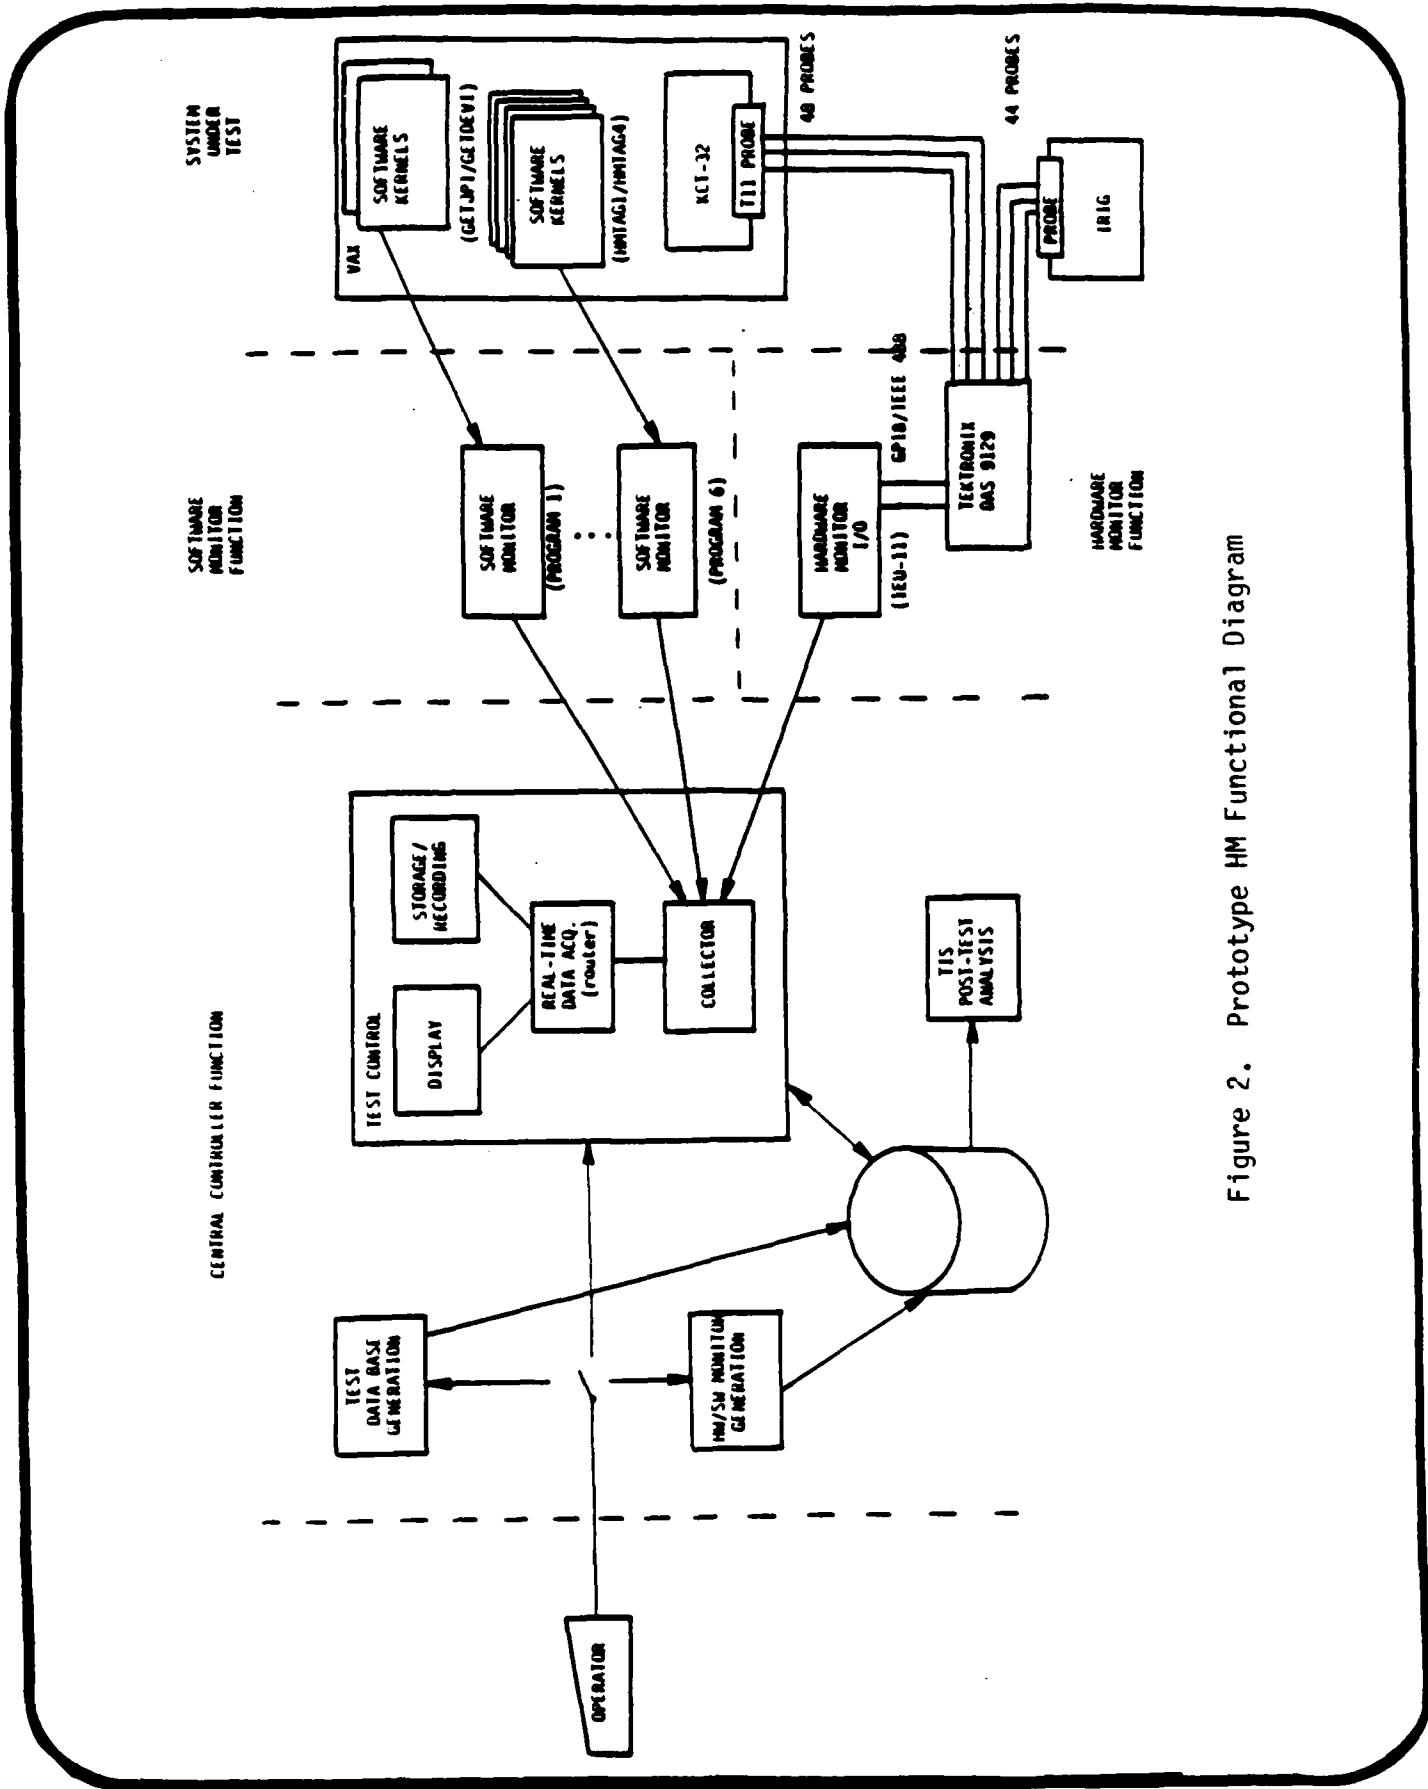 CENTRAL CONTROLLER FUNCTION
SOFTWARE
MONITOR
FUNCTION
SYSTEM
UNDER
TEST
OPERATOR
TEST
DATA BASE
GENERATION
HM/SW MONITOR
GENERATION
TEST CONTROL
DISPLAY
STORAGE/
RECORDING
REAL-TIME
DATA ACQ.
(router)
COLLECTOR
TIS
POST-TEST
ANALYSIS
SOFTWARE
MONITOR
(PROGRAM 1)
SOFTWARE
MONITOR
(PROGRAM 6)
HARDWARE
MONITOR
I/O
(IEU-11)
GPIB/IEEE 488
TEKTRONIX
DAS 9129
HARDWARE
MONITOR
FUNCTION
VAX
SOFTWARE
KERNELS
(GETJPI/GETDEVI)
SOFTWARE
KERNELS
(HMTAG1/HMTAG4)
KCT-32
T11 PROBE
48 PROBES
44 PROBES
PROBE
IRIG
Figure 2. Prototype HM Functional Diagram